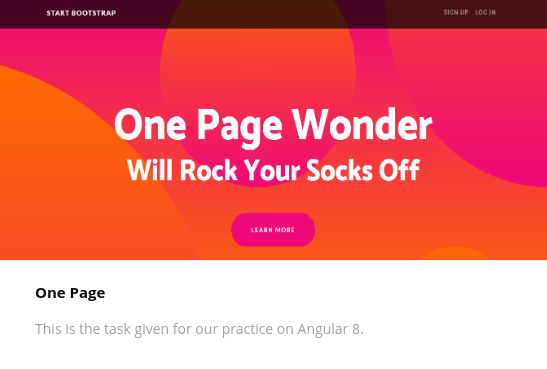 START BOOTSTRAP
SIGN UP LOG IN
One Page Wonder
Will Rock Your Socks Off
LEARN MORE
One Page
This is the task given for our practice on Angular 8.